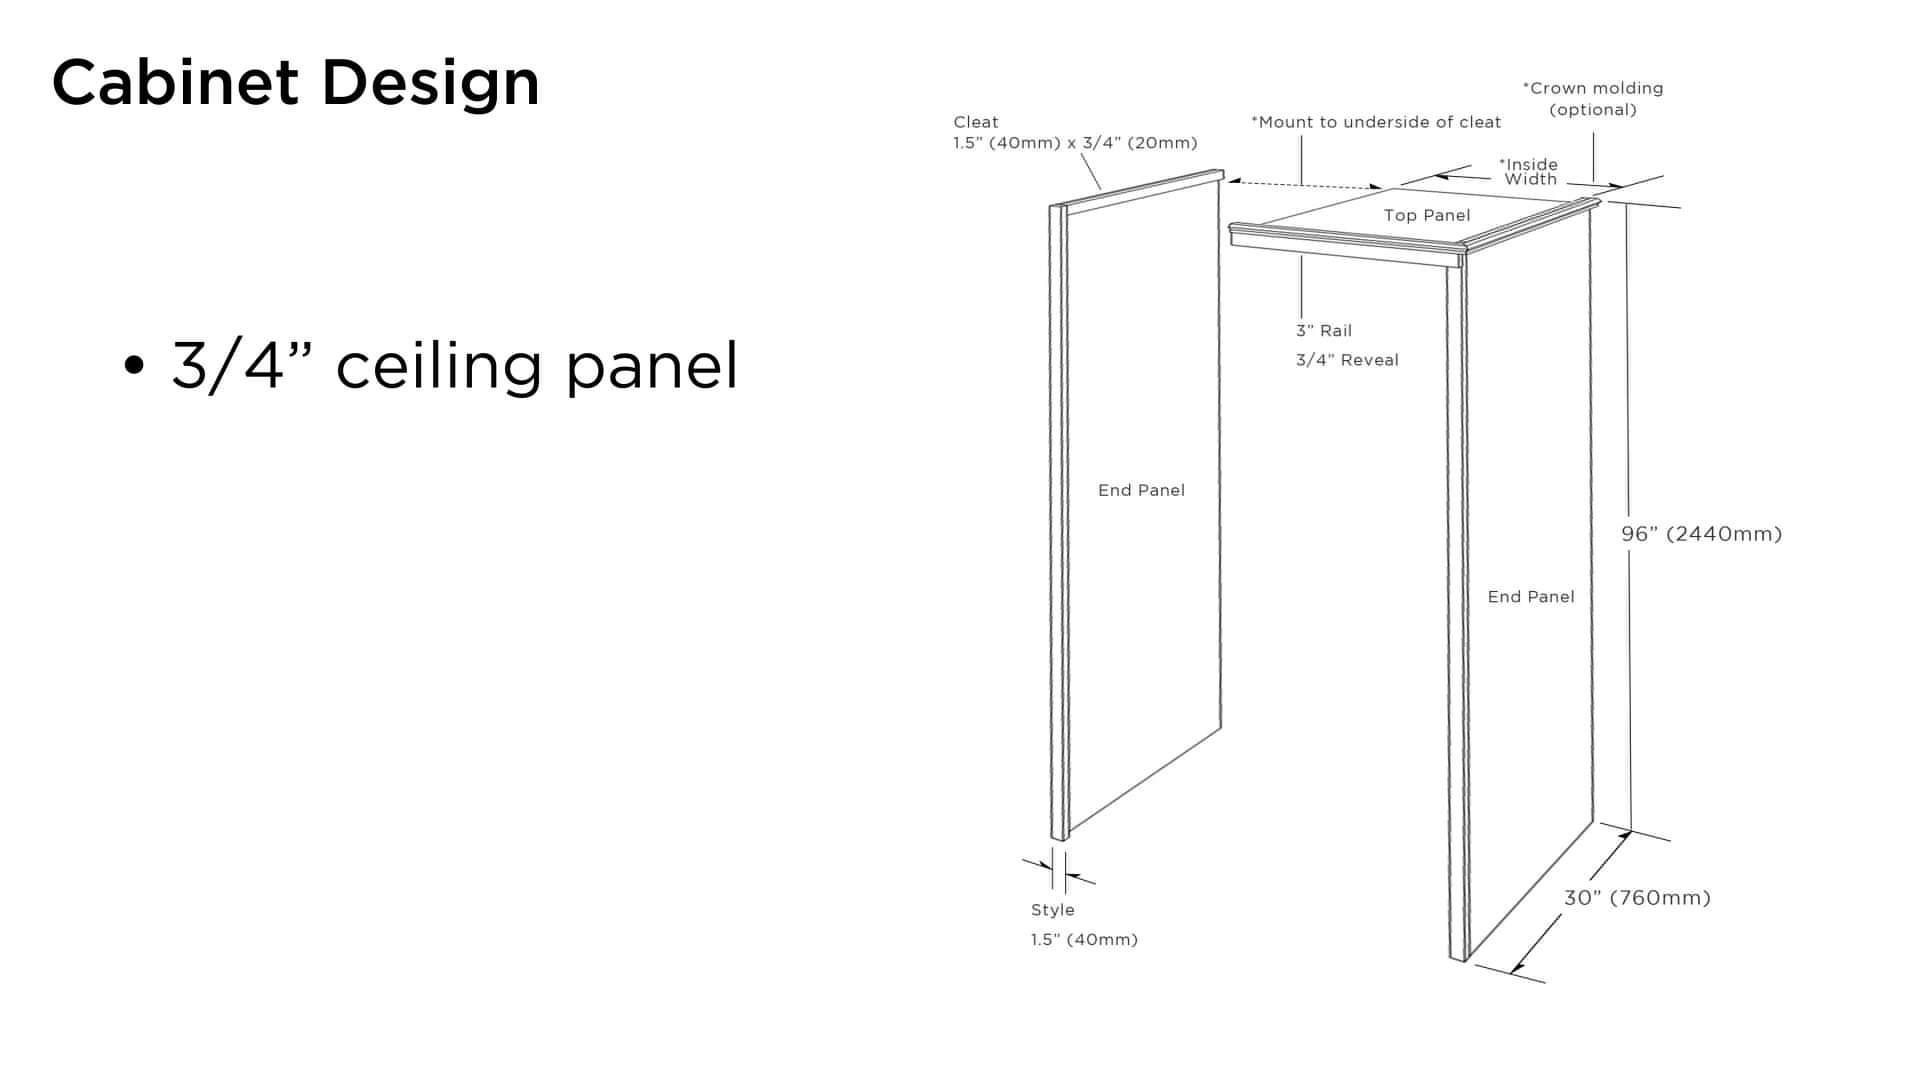 Cabinet Design
• 3/4” ceiling panel
*Crown molding
(optional)
Cleat
1.5” (40mm) x 3/4” (20mm)
*Mount to underside of cleat
*Inside
Width
Top Panel
3” Rail
3/4” Reveal
End Panel
96” (2440mm)
End Panel
30” (760mm)
Style
1.5” (40mm)